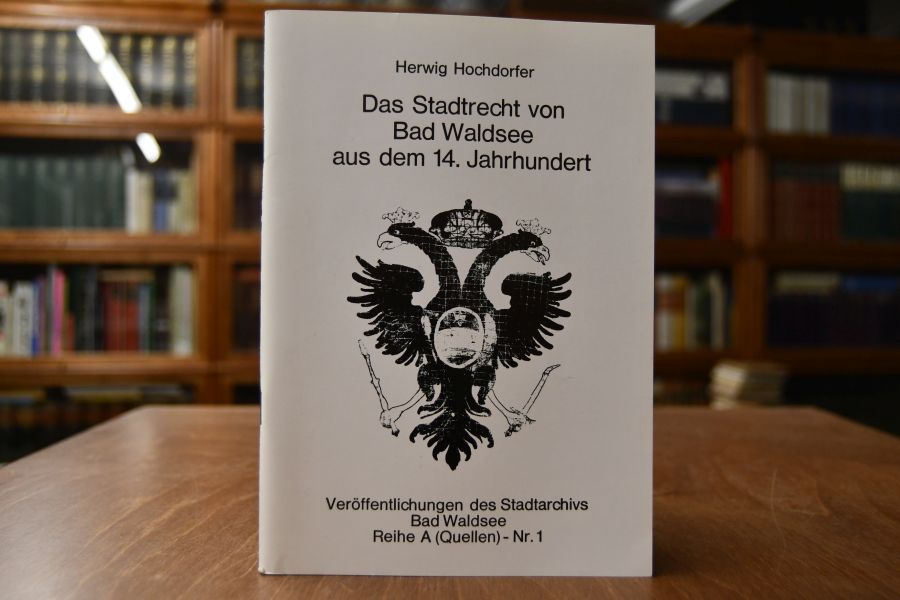 Herwig Hochdorfer
Das Stadtrecht von
Bad Waldsee
aus dem 14. Jahrhundert
Veröffentlichungen des Stadtarchivs
Bad Waldsee
Reihe A (Quellen) - Nr. 1